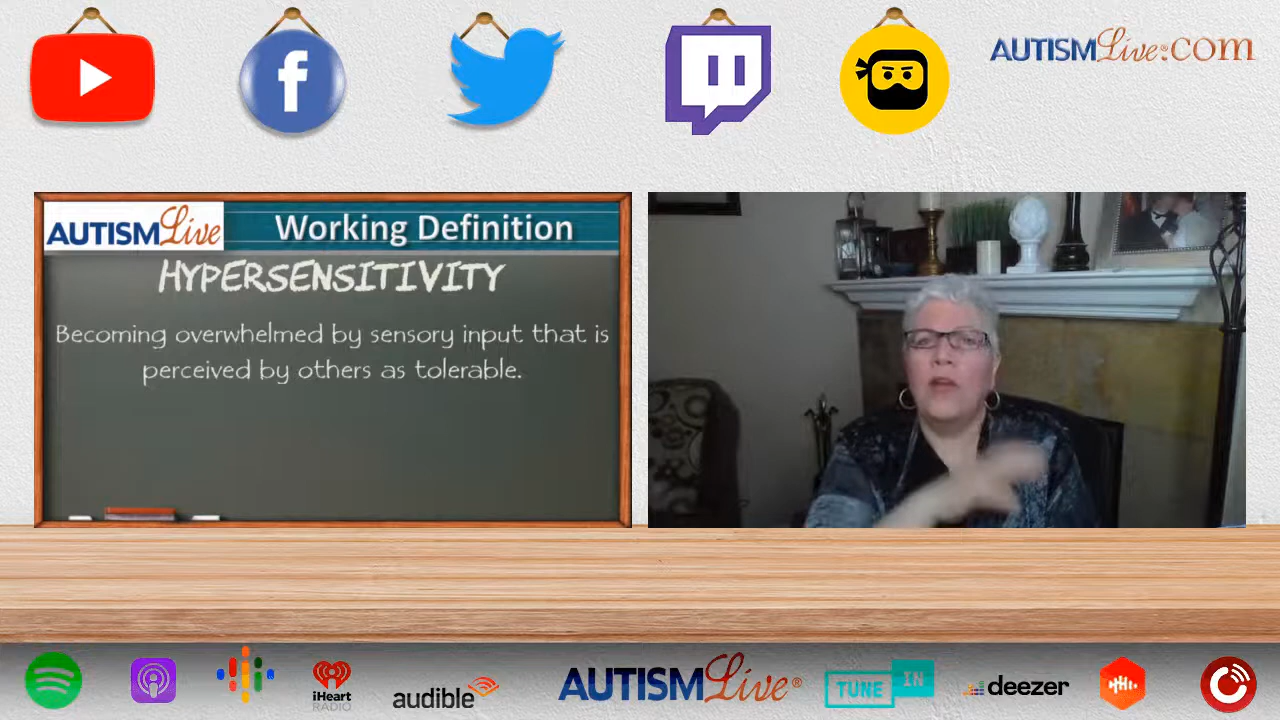 AUTISMLive®.com
AUTISMLive
Working Definition
HYPERSENSITIVITY
Becoming overwhelmed by sensory input that is
perceived by others as tolerable.
iHeart
RADIO
audible
AUTISMLive®
TUNE IN
deezer